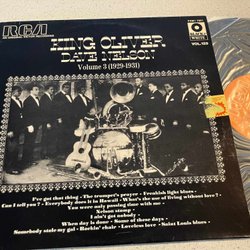 RCA
KING OLIVER
DAVE NELSON
Volume 3 (1929-1931)
BLACK & WHITE
VOL. 159
I've got that thing - The trumpet's prayer - Freakish light blues -
Can I tell you ? - Everybody does it in Hawaii - What's the use of living without love ? -
You were only passing time with me -
Nelson stomp -
I ain't got nobody -
When day is done - Some of these days -
Somebody stole my gal - Rockin' chair - Loveless love - Saint Louis blues -